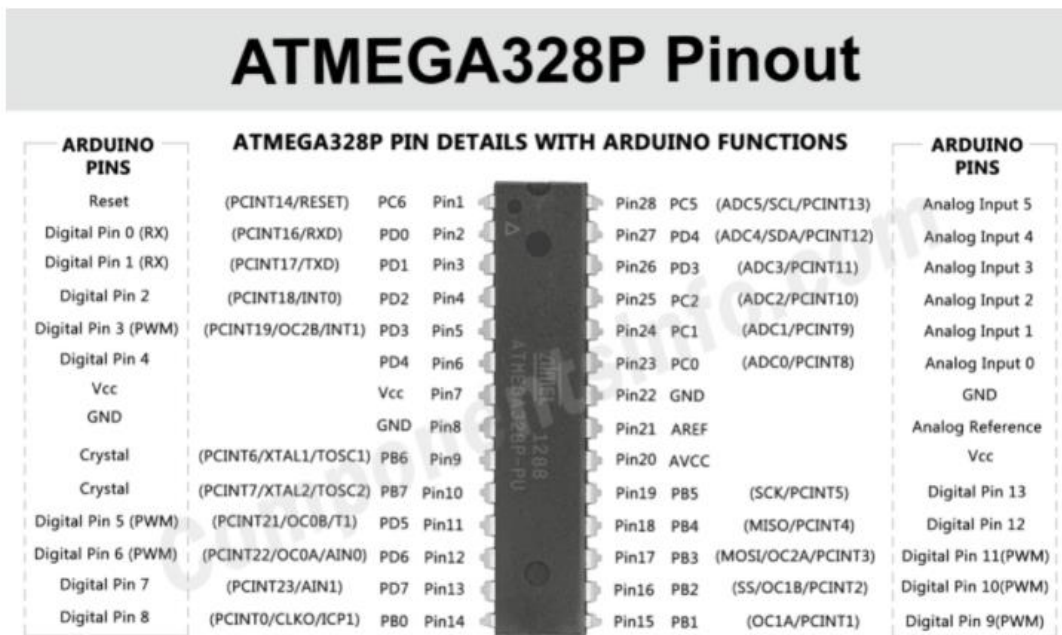 ATMEGA328P Pinout
ATMEGA328P PIN DETAILS WITH ARDUINO FUNCTIONS
ARDUINO PINS
ARDUINO PINS
Reset (PCINT14/RESET) PC6 Pin1 Pin28 PC5 (ADC5/SCL/PCINT13) Analog Input 5
Digital Pin 0 (RX) (PCINT16/RXD) PD0 Pin2 Pin27 PD4 (ADC4/SDA/PCINT12) Analog Input 4
Digital Pin 1 (RX) (PCINT17/TXD) PD1 Pin3 Pin26 PD3 (ADC3/PCINT11) Analog Input 3
Digital Pin 2 (PCINT18/INT0) PD2 Pin4 Pin25 PC2 (ADC2/PCINT10) Analog Input 2
Digital Pin 3 (PWM) (PCINT19/OC2B/INT1) PD3 Pin5 Pin24 PC1 (ADC1/PCINT9) Analog Input 1
Digital Pin 4 PD4 Pin6 Pin23 PC0 (ADC0/PCINT8) Analog Input 0
Vcc Vcc Pin7 Pin22 GND GND
GND GND Pin8 Pin21 AREF Analog Reference
Crystal (PCINT6/XTAL1/TOSC1) PB6 Pin9 Pin20 AVCC Vcc
Crystal (PCINT7/XTAL2/TOSC2) PB7 Pin10 Pin19 PB5 (SCK/PCINT5) Digital Pin 13
Digital Pin 5 (PWM) (PCINT21/OC0B/T1) PD5 Pin11 Pin18 PB4 (MISO/PCINT4) Digital Pin 12
Digital Pin 6 (PWM) (PCINT22/OC0A/AIN0) PD6 Pin12 Pin17 PB3 (MOSI/OC2A/PCINT3) Digital Pin 11(PWM)
Digital Pin 7 (PCINT23/AIN1) PD7 Pin13 Pin16 PB2 (SS/OC1B/PCINT2) Digital Pin 10(PWM)
Digital Pin 8 (PCINT0/CLKO/ICP1) PB0 Pin14 Pin15 PB1 (OC1A/PCINT1) Digital Pin 9(PWM)
ATMEL
ATMEGA328P-PU
1288
Componentsinfo.com